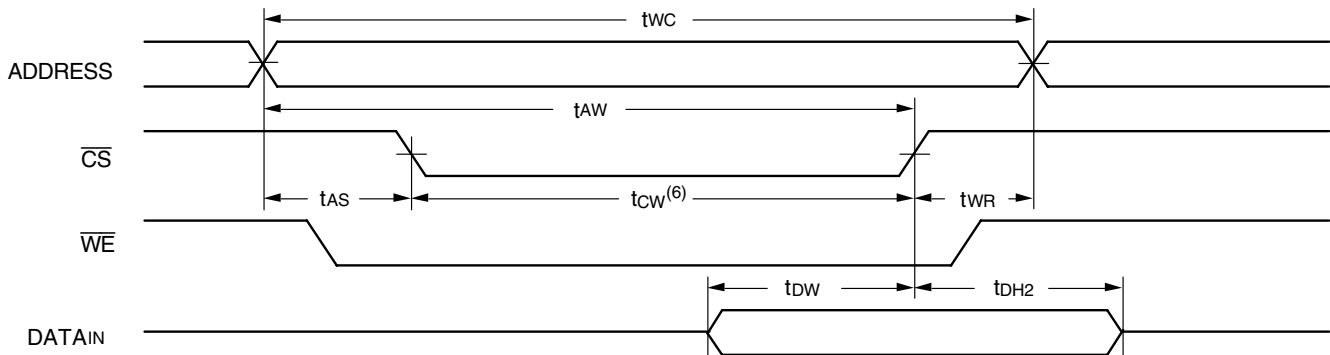 tWC
ADDRESS
tAW
CS
tAS
tCW(6)
tWR
WE
tDW
tDH2
DATAIN